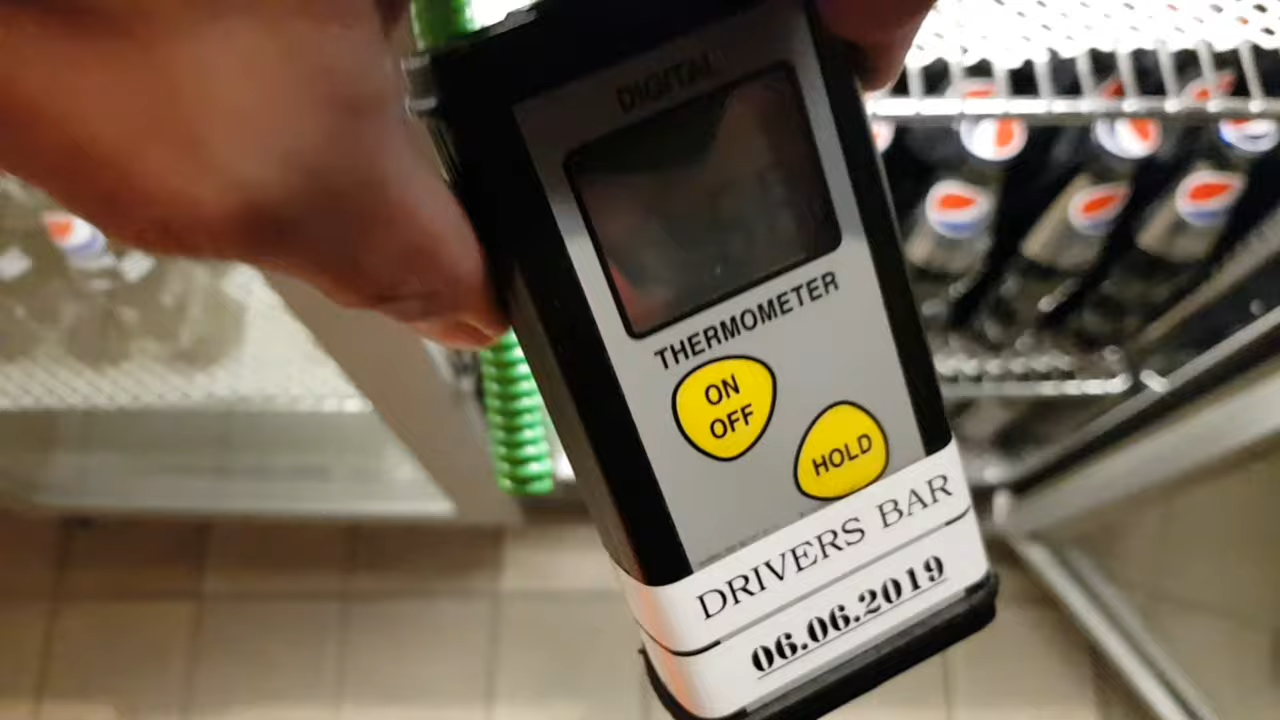 DIGITAL
THERMOMETER
ON
OFF
HOLD
DRIVERS BAR
06.06.2019